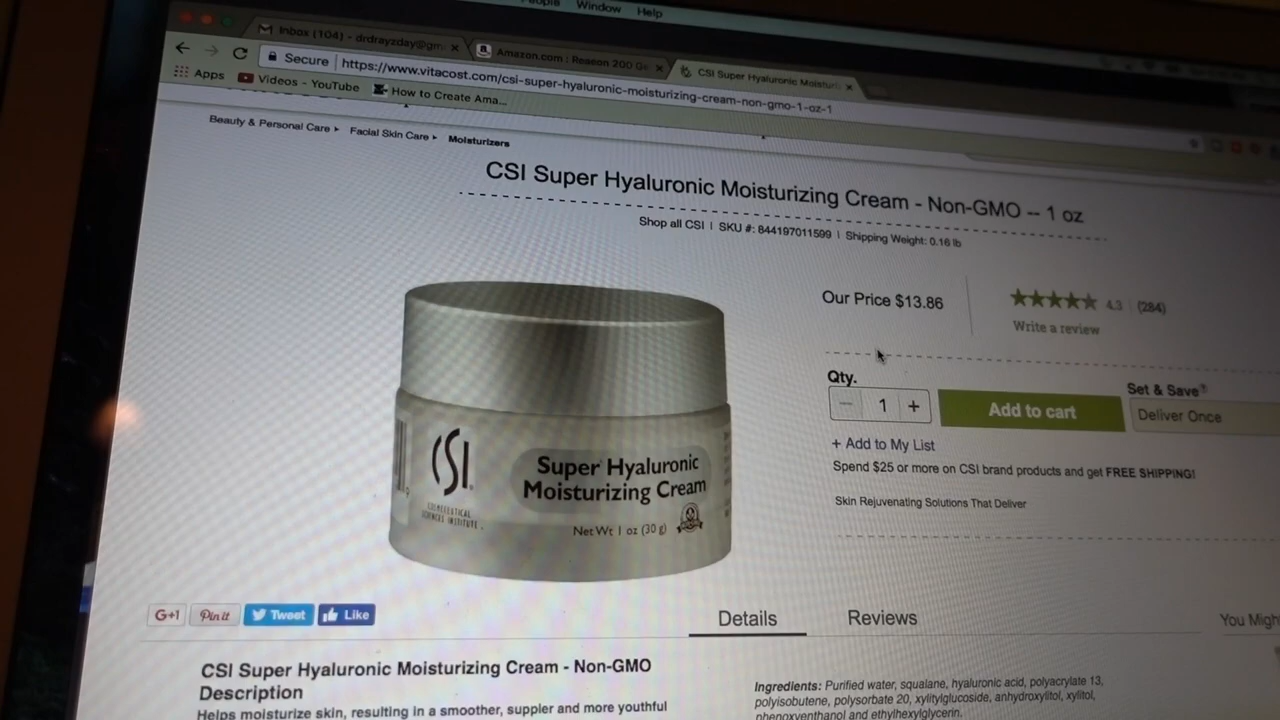 Window Help
Inbox (104) - drdrayzday@gm
Amazon.com : Reason 200
CSI Super Hyaluronic Moisturi
Secure https://www.vitacost.com/csi-super-hyaluronic-moisturizing-cream-non-gmo-1-oz-1
Apps Videos - YouTube How to Create Ama...
Beauty & Personal Care Facial Skin Care Moisturizers
CSI Super Hyaluronic Moisturizing Cream - Non-GMO -- 1 oz
Shop all CSI | SKU #: 844197011599 | Shipping Weight: 0.16 lb
Our Price $13.86
4.3 (284)
Write a review
Qty.
1 +
Add to cart
Set & Save
Deliver Once
+ Add to My List
Spend $25 or more on CSI brand products and get FREE SHIPPING!
Skin Rejuvenating Solutions That Deliver
CSI
COSMECEUTICAL
SCIENCES INSTITUTE
Super Hyaluronic
Moisturizing Cream
Net Wt 1 oz (30 g)
G+1 Pin it Tweet Like
Details Reviews
You Migh
CSI Super Hyaluronic Moisturizing Cream - Non-GMO
Description
Helps moisturize skin, resulting in a smoother, suppler and more youthful
Ingredients: Purified water, squalane, hyaluronic acid, polyacrylate 13,
polyisobutene, polysorbate 20, xylitylglucoside, anhydroxylitol, xylitol,
phenoxyenthanol and ethylhexylglycerin.